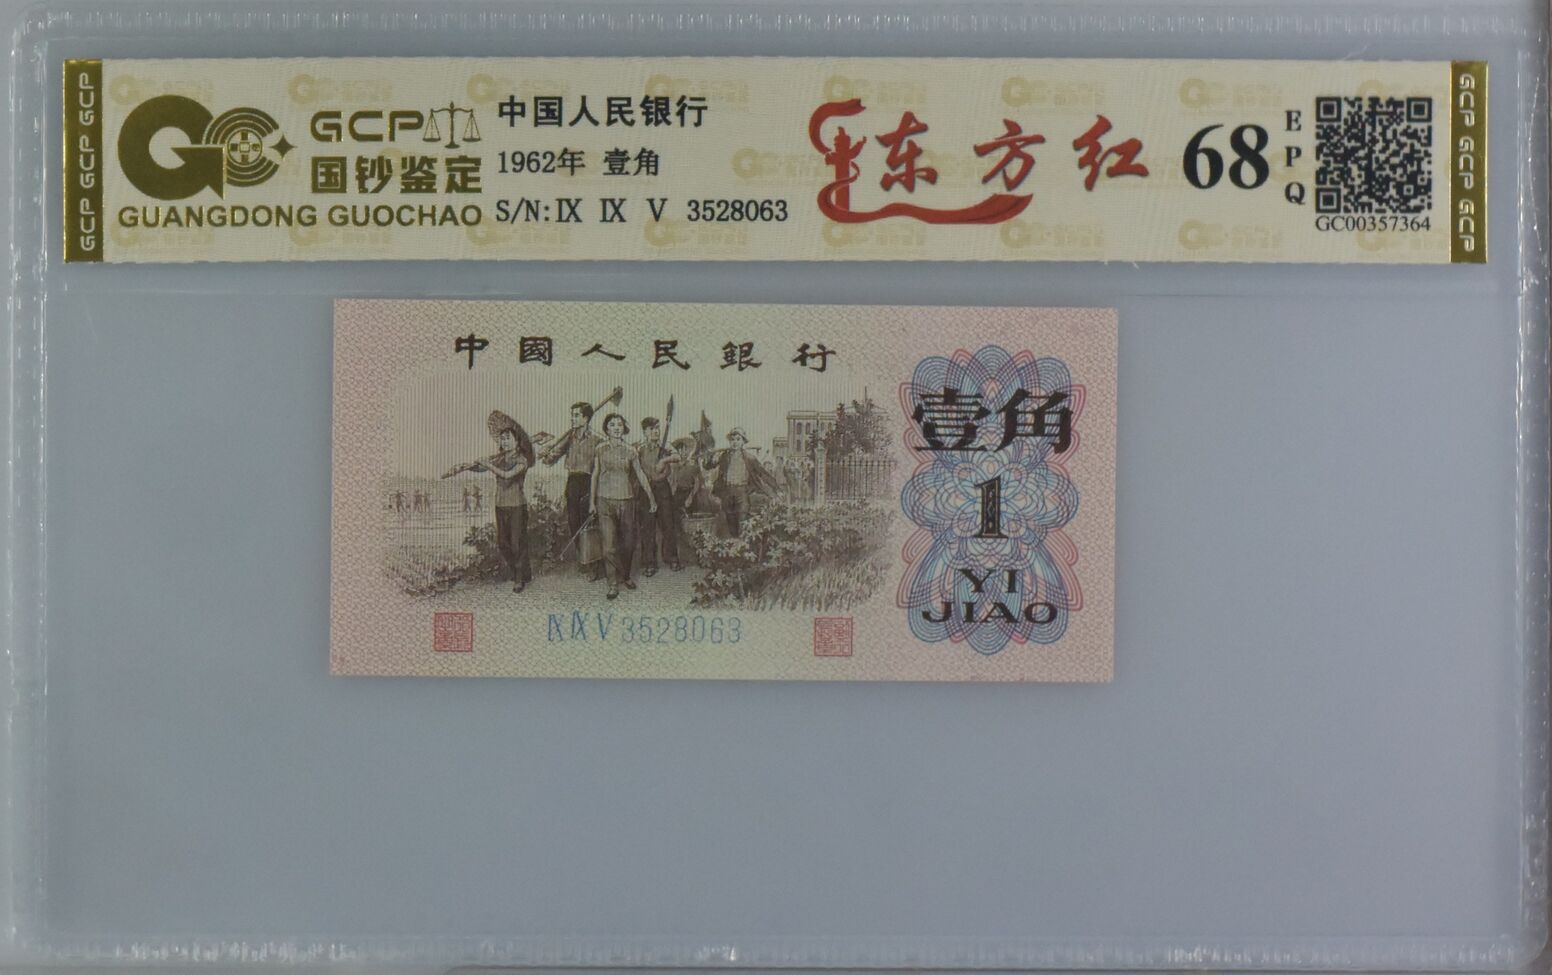 GCP GCP GCP
GCP
国钞鉴定
GUANGDONG GUOCHAO
中国人民银行
1962年 壹角
S/N:Ⅸ Ⅸ Ⅴ 3528063
东方红
68
EPQ
GC00357364
GCP GCP GCP
中國人民銀行
壹角
1
YI
JIAO
ⅨⅨⅤ3528063